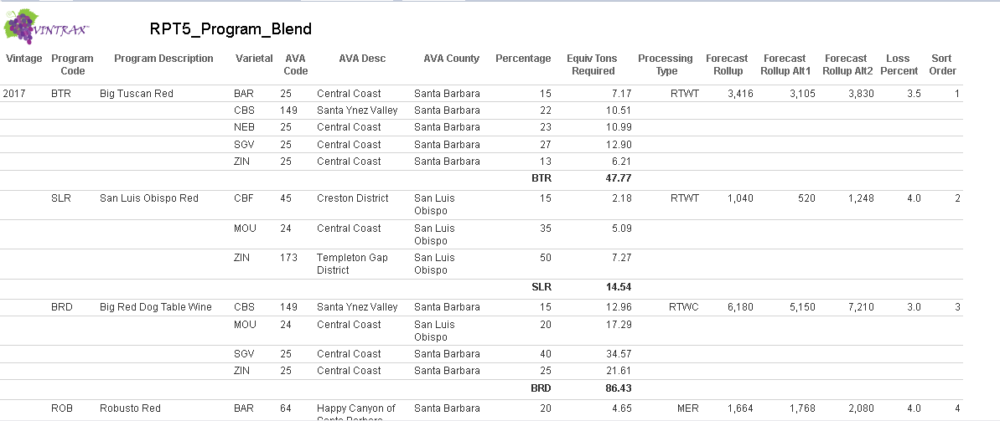 VINTRAX
RPT5_Program_Blend
Vintage Program Code Program Description Varietal AVA Code AVA Desc AVA County Percentage Equiv Tons Required Processing Type Forecast Rollup Forecast Rollup Alt1 Forecast Rollup Alt2 Loss Percent Sort Order
2017 BTR Big Tuscan Red BAR 25 Central Coast Santa Barbara 15 7.17 RTWT 3,416 3,105 3,830 3.5 1
CBS 149 Santa Ynez Valley Santa Barbara 22 10.51
NEB 25 Central Coast Santa Barbara 23 10.99
SGV 25 Central Coast Santa Barbara 27 12.90
ZIN 25 Central Coast Santa Barbara 13 6.21
BTR 47.77
SLR San Luis Obispo Red CBF 45 Creston District San Luis Obispo 15 2.18 RTWT 1,040 520 1,248 4.0 2
MOU 24 Central Coast San Luis Obispo 35 5.09
ZIN 173 Templeton Gap District San Luis Obispo 50 7.27
SLR 14.54
BRD Big Red Dog Table Wine CBS 149 Santa Ynez Valley Santa Barbara 15 12.96 RTWC 6,180 5,150 7,210 3.0 3
MOU 24 Central Coast San Luis Obispo 20 17.29
SGV 25 Central Coast Santa Barbara 40 34.57
ZIN 25 Central Coast Santa Barbara 25 21.61
BRD 86.43
ROB Robusto Red BAR 64 Happy Canyon of Santa Barbara Santa Barbara 20 4.65 MER 1,664 1,768 2,080 4.0 4